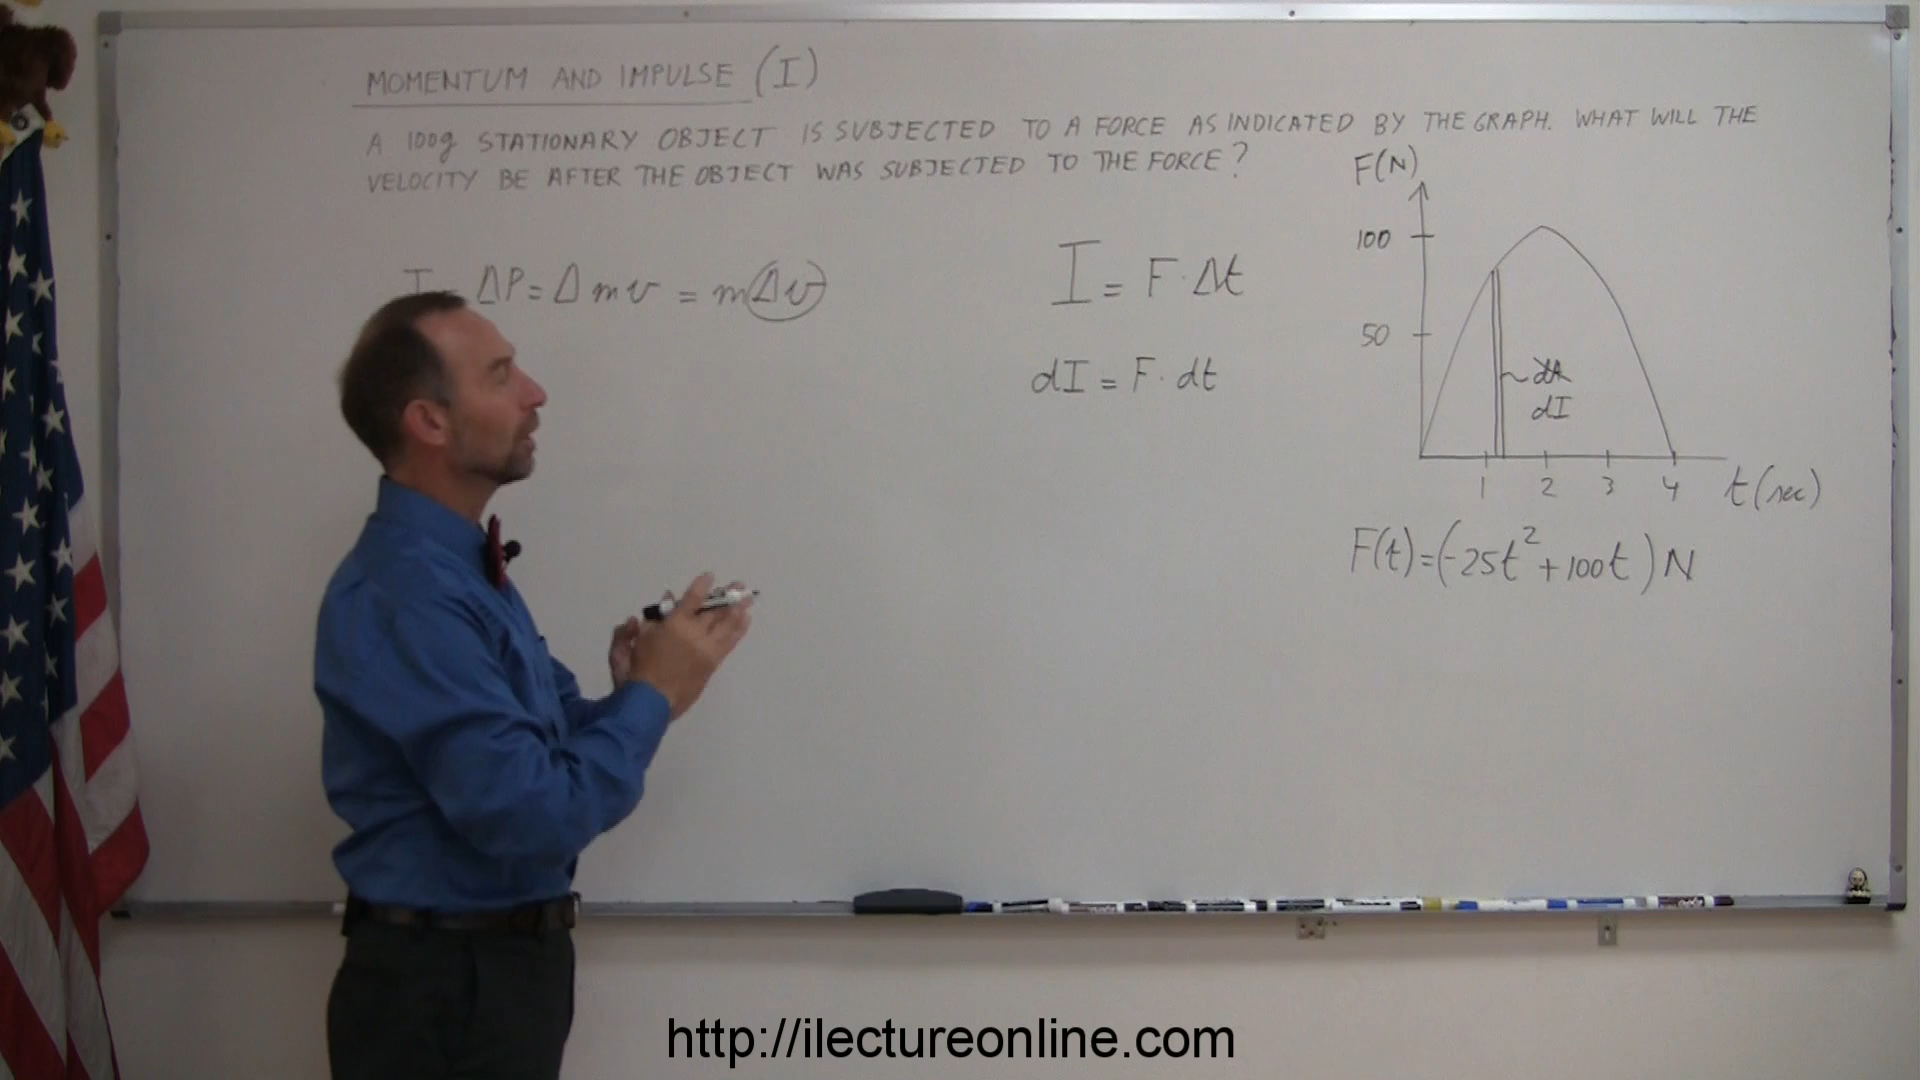 MOMENTUM AND IMPULSE (I)
A 100g STATIONARY OBJECT IS SUBJECTED TO A FORCE AS INDICATED BY THE GRAPH. WHAT WILL THE
VELOCITY BE AFTER THE OBJECT WAS SUBJECTED TO THE FORCE?
I = ΔP = Δmv = mΔv
I = F·Δt
dI = F·dt
F(N)
100
50
dA
dI
1 2 3 4 t(sec)
F(t)=(-25t²+100t)N
http://ilectureonline.com